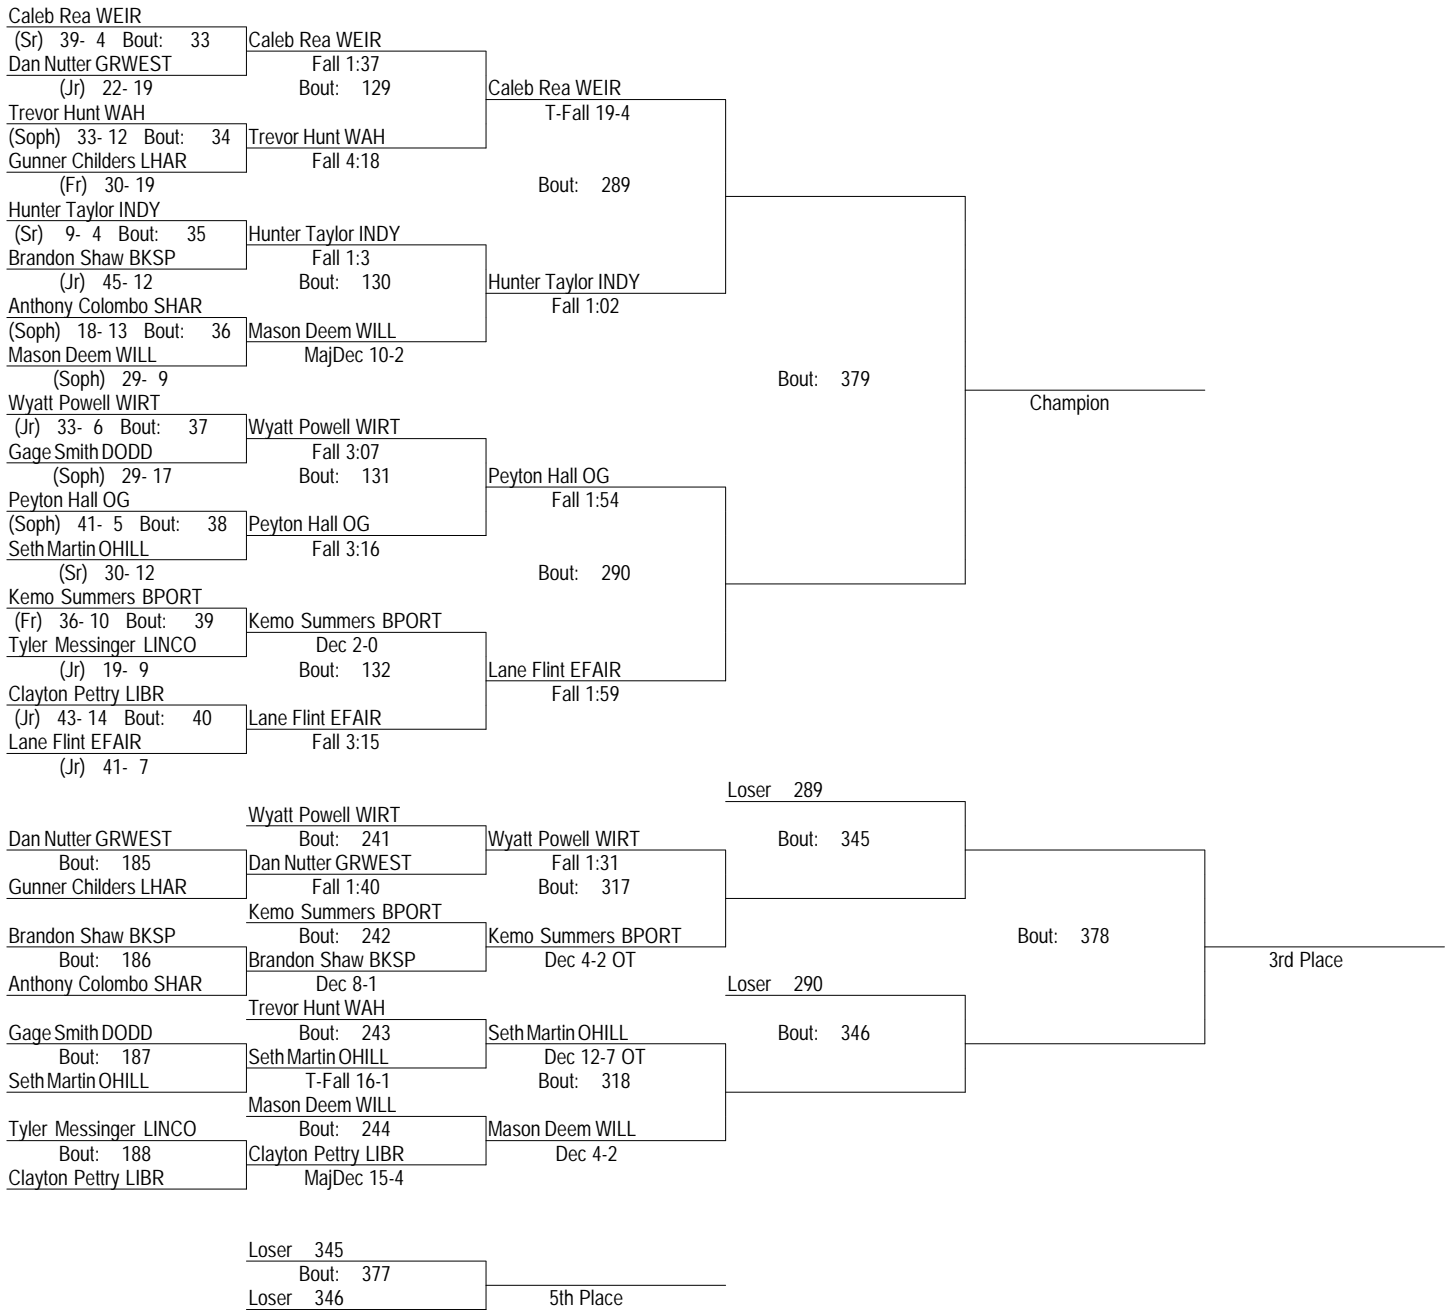 Caleb Rea WEIR
(Sr) 39- 4 Bout: 33 Caleb Rea WEIR
Dan Nutter GRWEST Fall 1:37
(Jr) 22- 19 Bout: 129 Caleb Rea WEIR
Trevor Hunt WAH T-Fall 19-4
(Soph) 33- 12 Bout: 34 Trevor Hunt WAH
Gunner Childers LHAR Fall 4:18
(Fr) 30- 19 Bout: 289
Hunter Taylor INDY
(Sr) 9- 4 Bout: 35 Hunter Taylor INDY
Brandon Shaw BKSP Fall 1:3
(Jr) 45- 12 Bout: 130 Hunter Taylor INDY
Anthony Colombo SHAR Fall 1:02
(Soph) 18- 13 Bout: 36 Mason Deem WILL
Mason Deem WILL MajDec 10-2
(Soph) 29- 9 Bout: 379
Wyatt Powell WIRT Champion
(Jr) 33- 6 Bout: 37 Wyatt Powell WIRT
Gage Smith DODD Fall 3:07
(Soph) 29- 17 Bout: 131 Peyton Hall OG
Peyton Hall OG Fall 1:54
(Soph) 41- 5 Bout: 38 Peyton Hall OG
Seth Martin OHILL Fall 3:16
(Sr) 30- 12 Bout: 290
Kemo Summers BPORT
(Fr) 36- 10 Bout: 39 Kemo Summers BPORT
Tyler Messinger LINCO Dec 2-0
(Jr) 19- 9 Bout: 132 Lane Flint EFAIR
Clayton Pettry LIBR Fall 1:59
(Jr) 43- 14 Bout: 40 Lane Flint EFAIR
Lane Flint EFAIR Fall 3:15
(Jr) 41- 7
Loser 289
Wyatt Powell WIRT
Dan Nutter GRWEST Bout: 241 Wyatt Powell WIRT Bout: 345
Bout: 185 Dan Nutter GRWEST Fall 1:31
Gunner Childers LHAR Fall 1:40 Bout: 317
Kemo Summers BPORT
Brandon Shaw BKSP Bout: 242 Kemo Summers BPORT Bout: 378
Bout: 186 Brandon Shaw BKSP Dec 4-2 OT 3rd Place
Anthony Colombo SHAR Dec 8-1 Loser 290
Trevor Hunt WAH
Gage Smith DODD Bout: 243 Seth Martin OHILL Bout: 346
Bout: 187 Seth Martin OHILL Dec 12-7 OT
Seth Martin OHILL T-Fall 16-1 Bout: 318
Mason Deem WILL
Tyler Messinger LINCO Bout: 244 Mason Deem WILL
Bout: 188 Clayton Pettry LIBR Dec 4-2
Clayton Pettry LIBR MajDec 15-4
Loser 345
Bout: 377
Loser 346 5th Place